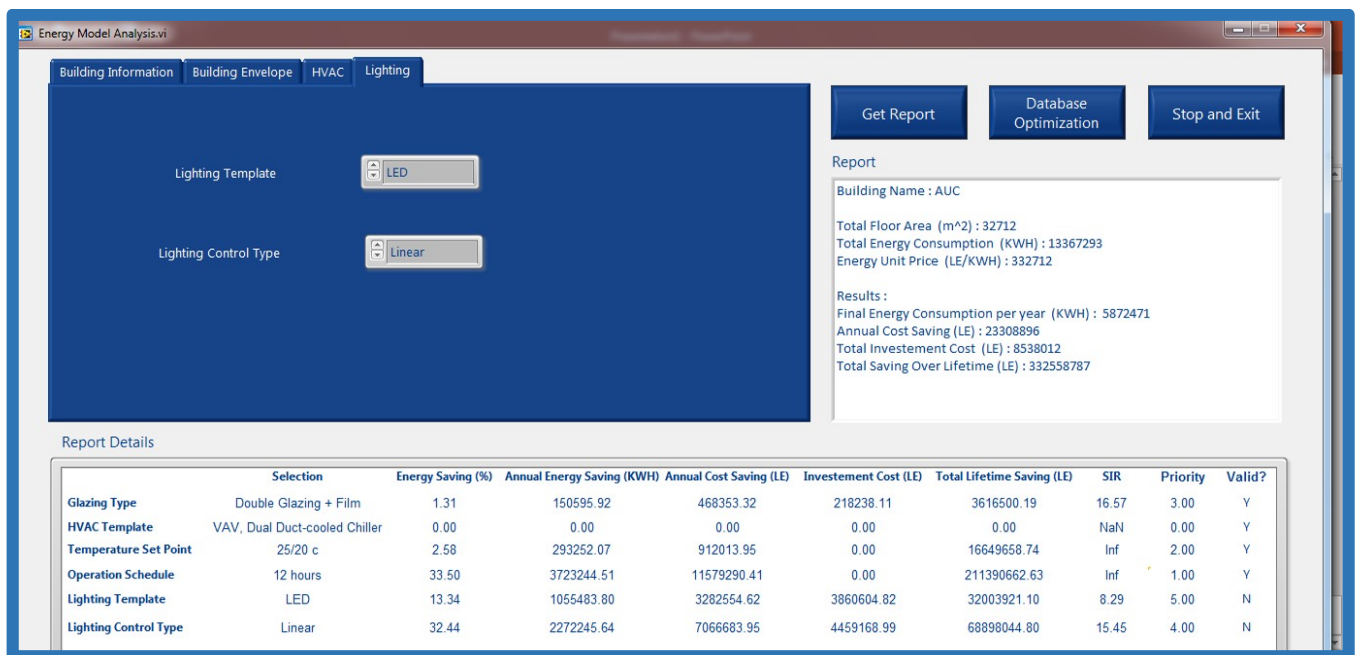 Energy Model Analysis.vi
Building Information Building Envelope HVAC Lighting
Get Report Database Optimization Stop and Exit
Lighting Template LED
Lighting Control Type Linear
Report
Building Name : AUC
Total Floor Area (m^2) : 32712
Total Energy Consumption (KWH) : 13367293
Energy Unit Price (LE/KWH) : 332712
Results :
Final Energy Consumption per year (KWH) : 5872471
Annual Cost Saving (LE) : 23308896
Total Investement Cost (LE) : 8538012
Total Saving Over Lifetime (LE) : 332558787
Report Details
Selection Energy Saving (%) Annual Energy Saving (KWH) Annual Cost Saving (LE) Investement Cost (LE) Total Lifetime Saving (LE) SIR Priority Valid?
Glazing Type Double Glazing + Film 1.31 150595.92 468353.32 218238.11 3616500.19 16.57 3.00 Y
HVAC Template VAV, Dual Duct-cooled Chiller 0.00 0.00 0.00 0.00 0.00 NaN 0.00 Y
Temperature Set Point 25/20 c 2.58 293252.07 912013.95 0.00 16649658.74 Inf 2.00 Y
Operation Schedule 12 hours 33.50 3723244.51 11579290.41 0.00 211390662.63 Inf 1.00 Y
Lighting Template LED 13.34 1055483.80 3282554.62 3860604.82 32003921.10 8.29 5.00 N
Lighting Control Type Linear 32.44 2272245.64 7066683.95 4459168.99 68898044.80 15.45 4.00 N